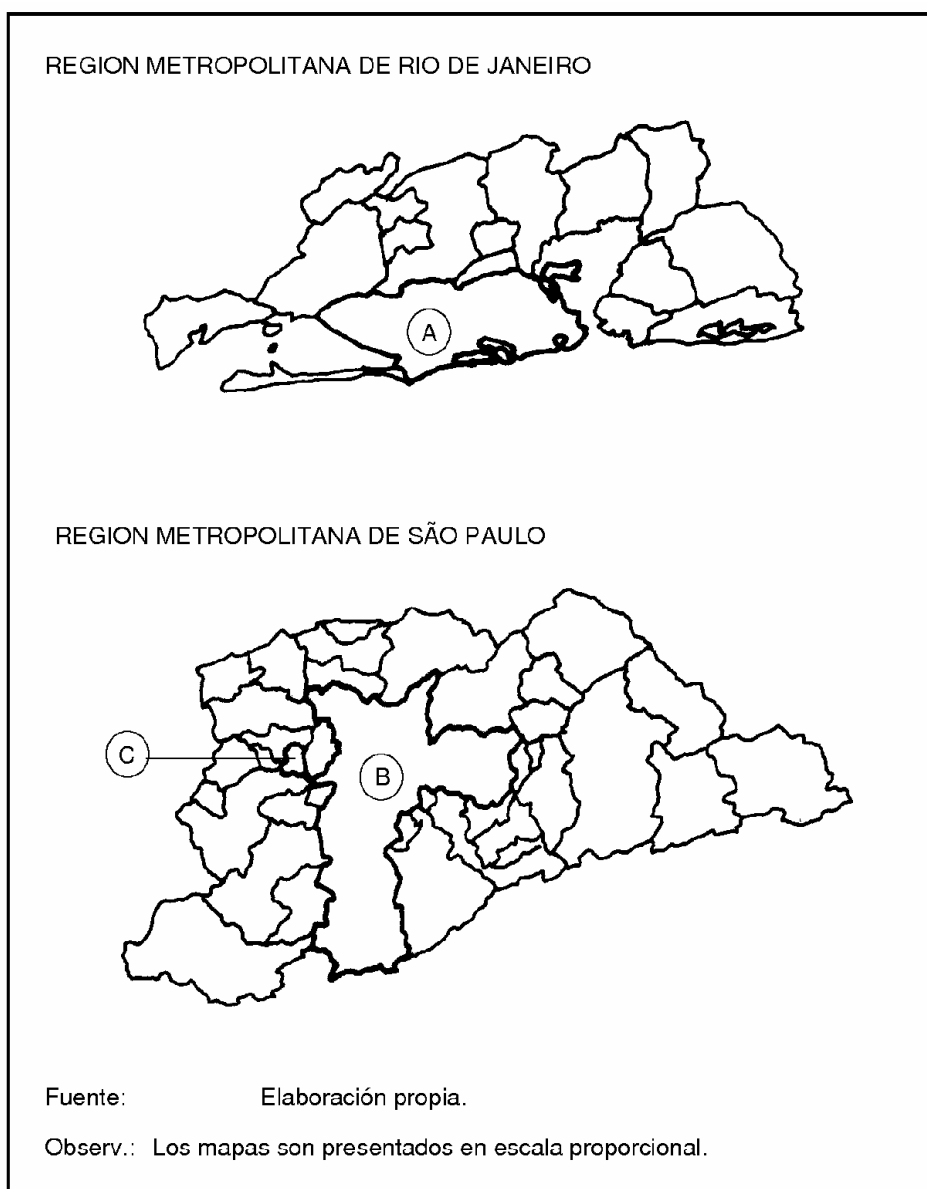 REGION METROPOLITANA DE RIO DE JANEIRO
A
REGION METROPOLITANA DE SÃO PAULO
C
B
Fuente: Elaboración propia.
Observ.: Los mapas son presentados en escala proporcional.